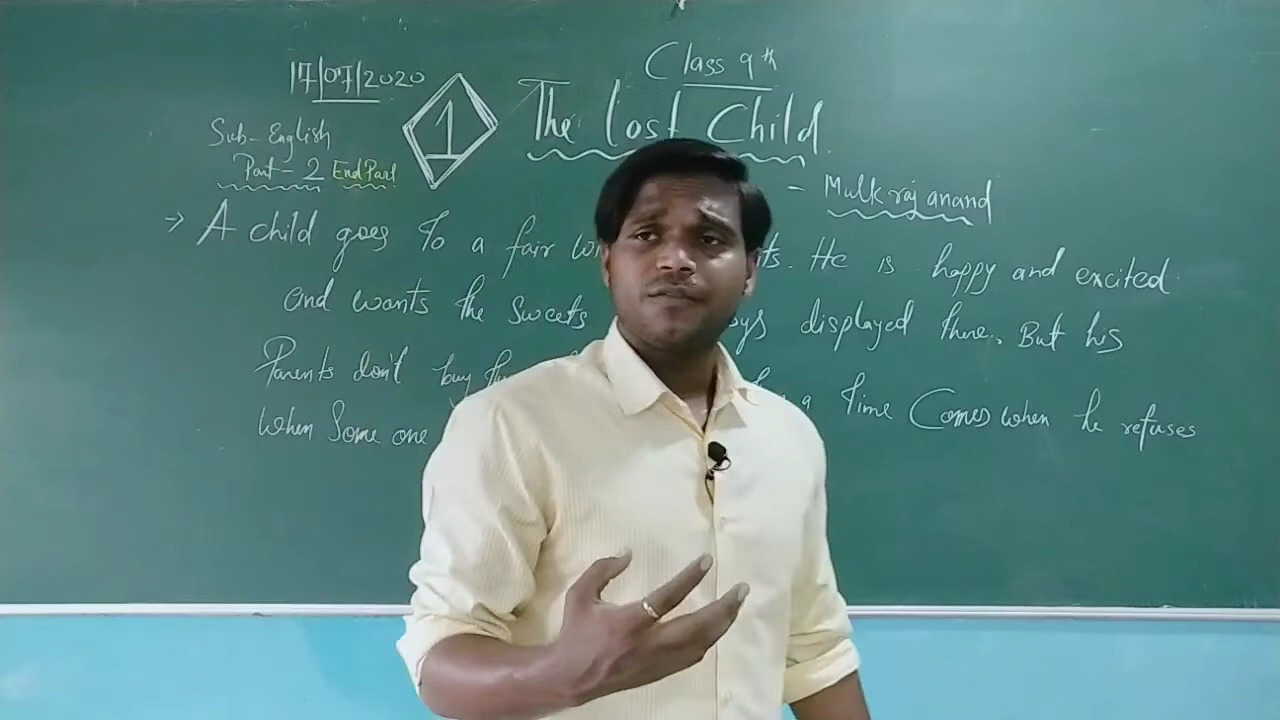 Class 9th
17/07/2020
1
The Lost Child.
Sub-English
Part-2 End Part
- Mulk raj anand
→ A child goes to a fair He is happy and excited
and wants the sweets displayed there. But his
Parents don't buy a time Comes when he refuses
when Some one